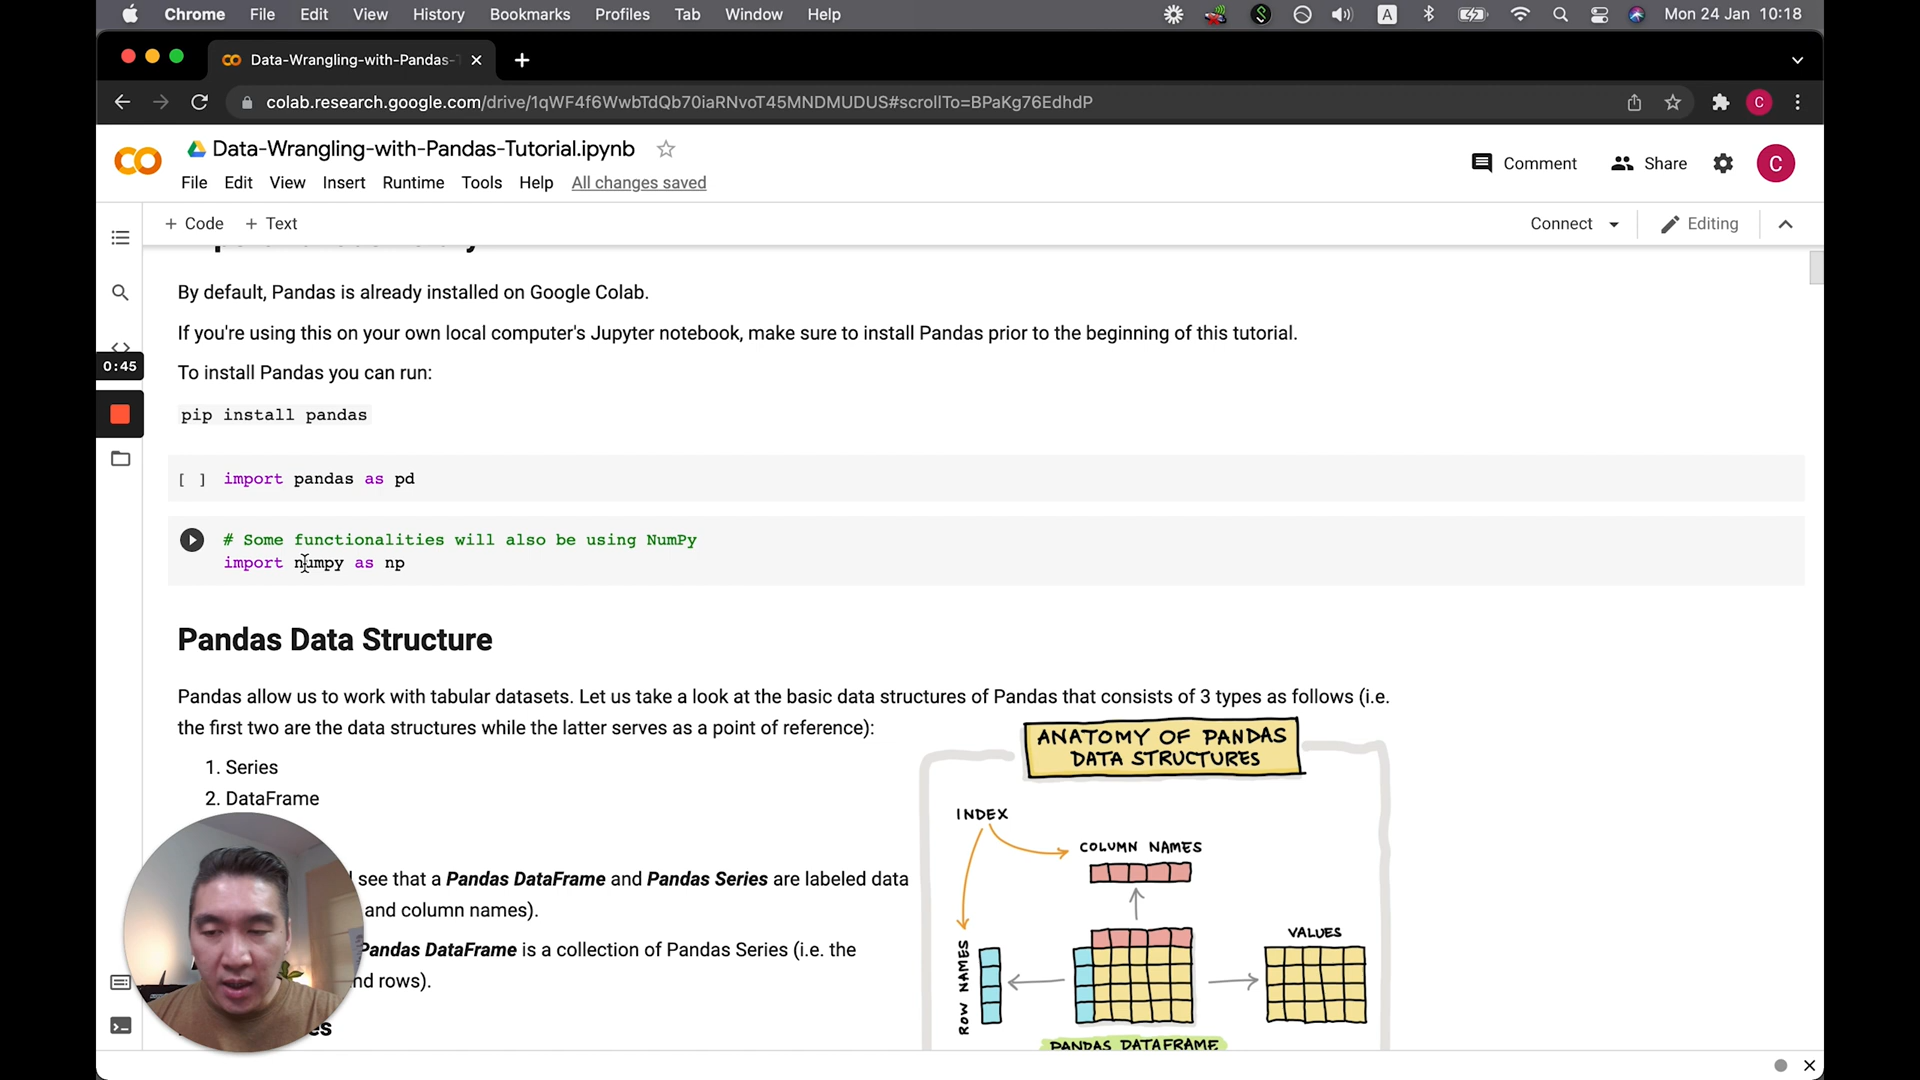 Chrome File Edit View History Bookmarks Profiles Tab Window Help
A
Mon 24 Jan 10:18
Data-Wrangling-with-Pandas-
colab.research.google.com/drive/1qWF4f6WwbTdQb70iaRNvoT45MNDMUDUS#scrollTo=BPaKg76EdhdP
C
Data-Wrangling-with-Pandas-Tutorial.ipynb
Comment Share C
File Edit View Insert Runtime Tools Help All changes saved
+ Code + Text
Connect Editing
By default, Pandas is already installed on Google Colab.
If you're using this on your own local computer's Jupyter notebook, make sure to install Pandas prior to the beginning of this tutorial.
0:45
To install Pandas you can run:
pip install pandas
[ ] import pandas as pd
# Some functionalities will also be using NumPy
import numpy as np
Pandas Data Structure
Pandas allow us to work with tabular datasets. Let us take a look at the basic data structures of Pandas that consists of 3 types as follows (i.e.
the first two are the data structures while the latter serves as a point of reference):
1. Series
2. DataFrame
see that a Pandas DataFrame and Pandas Series are labeled data
and column names).
Pandas DataFrame is a collection of Pandas Series (i.e. the
nd rows).
es
ANATOMY OF PANDAS
DATA STRUCTURES
INDEX
COLUMN NAMES
ROW NAMES
VALUES
PANDAS DATAFRAME